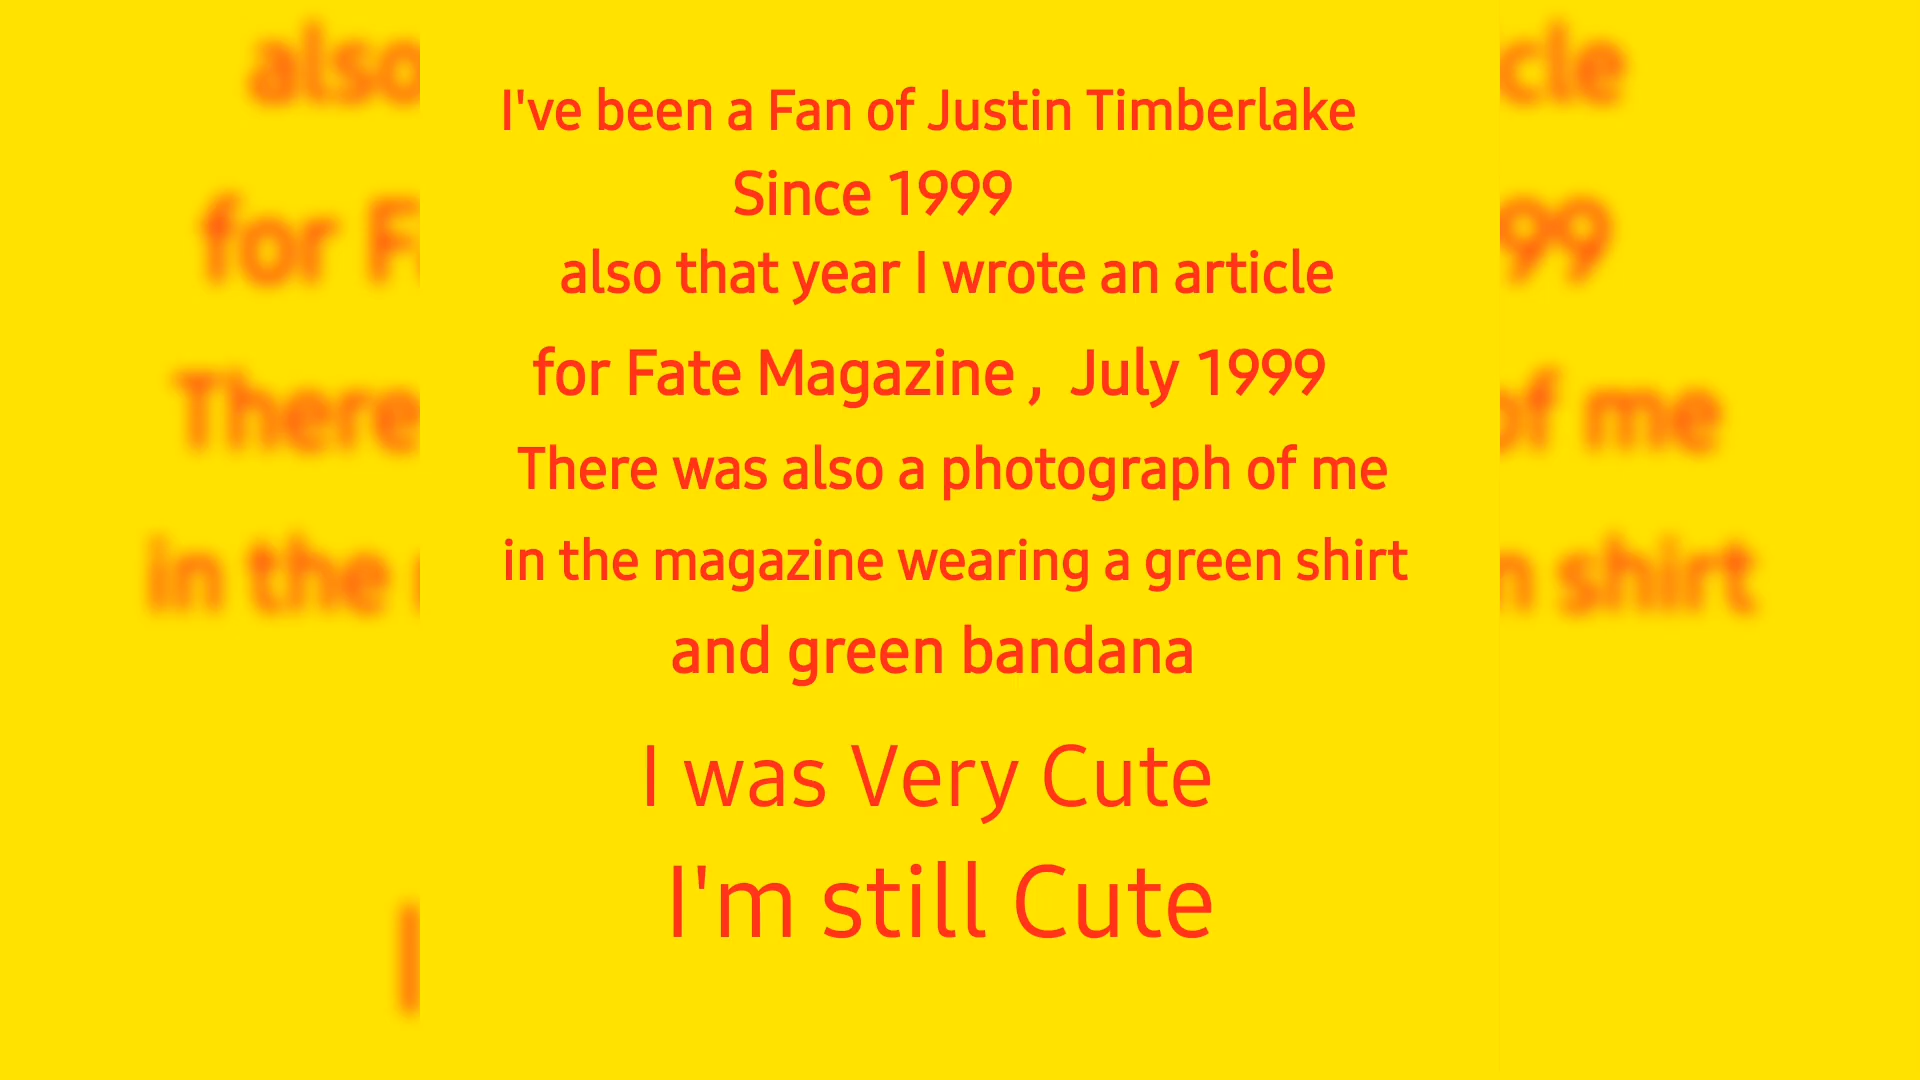 I've been a Fan of Justin Timberlake
Since 1999
also that year I wrote an article
for Fate Magazine , July 1999
There was also a photograph of me
in the magazine wearing a green shirt
and green bandana
I was Very Cute
I'm still Cute